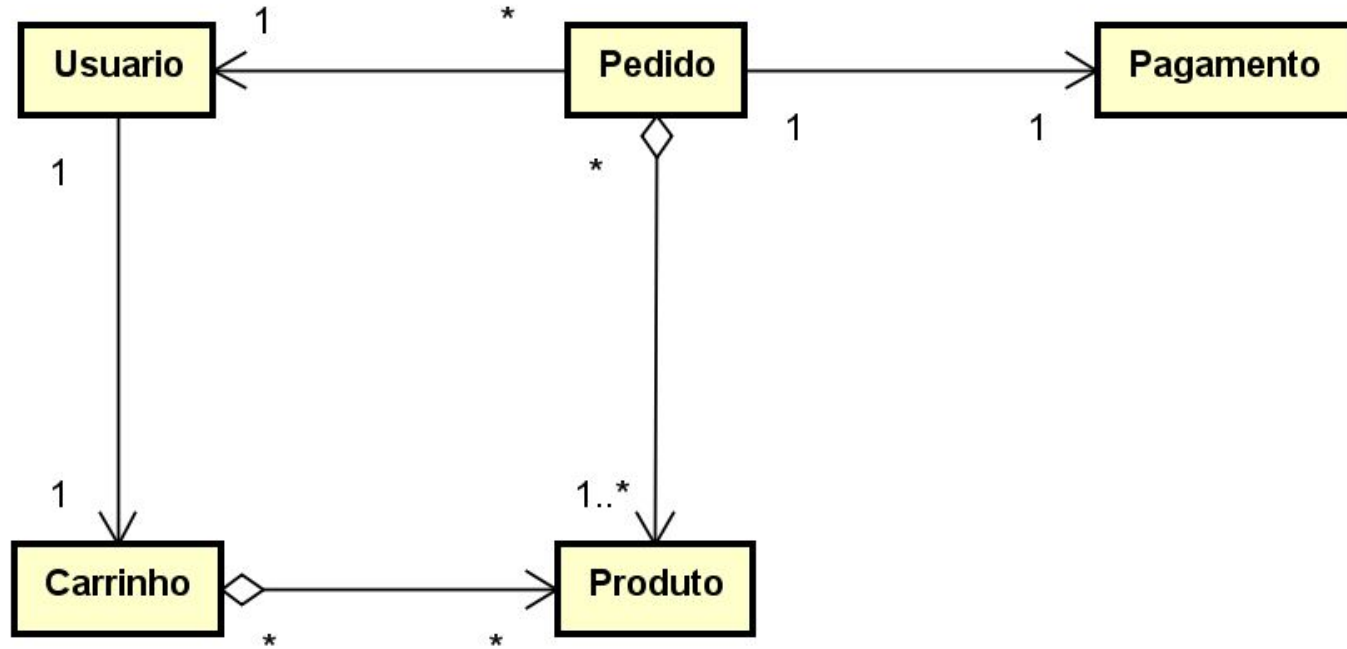 1 *
Usuario Pedido Pagamento
1 1
1 *
1 1..*
Carrinho Produto
* *